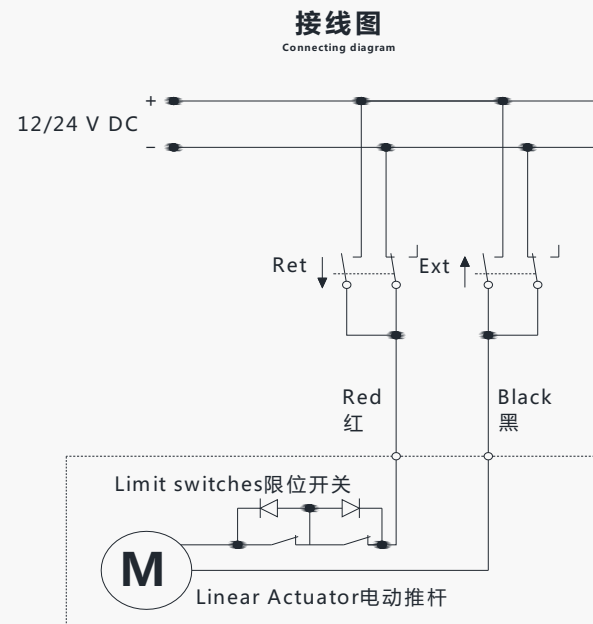 接线图
Connecting diagram
+
12/24 V DC
−
Ret
Ext
Red
Black
红
黑
Limit switches限位开关
M
Linear Actuator电动推杆